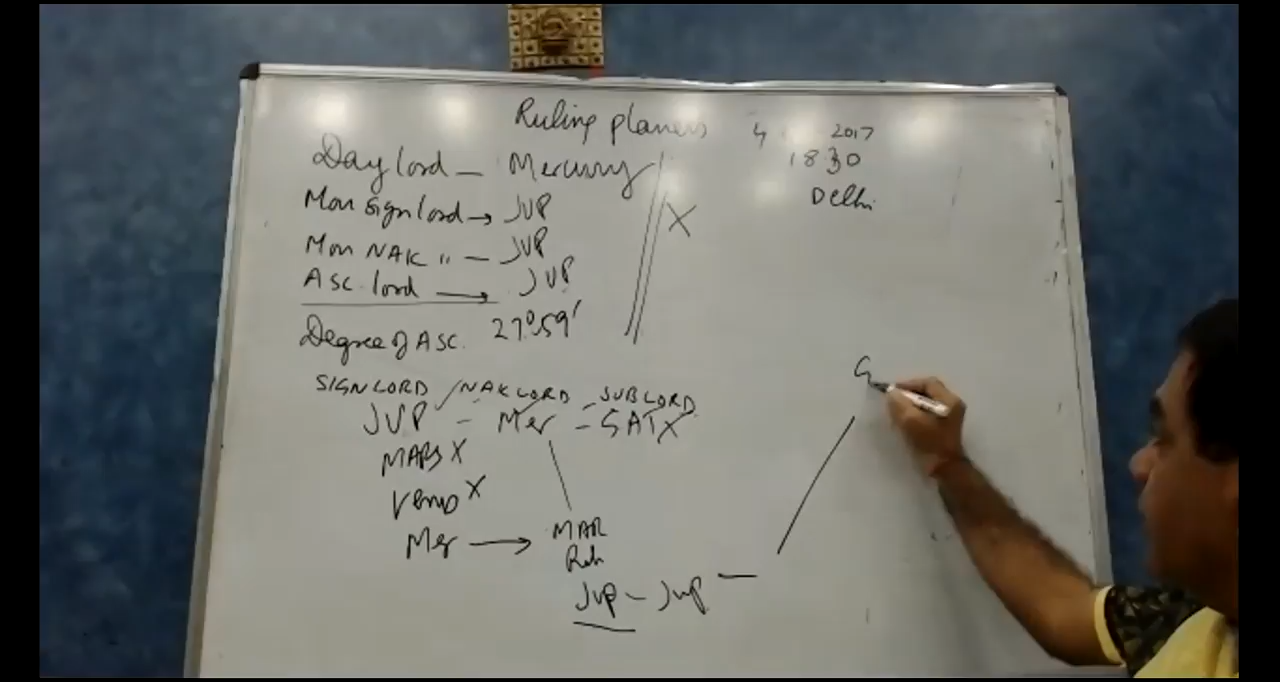 Ruling planers
4 2017
1830
Delhi
Day lord — Mercury
Mon sign lord → JUP
X
Mon NAK " — JUP
Asc. lord → JUP
Degree of ASC. 27°.59'
SIGN LORD / NAK LORD – SUB LORD
JUP – Mer – SAT X
MARS X
Venus X
Mer → MAR
Rah
Jup – Jup —